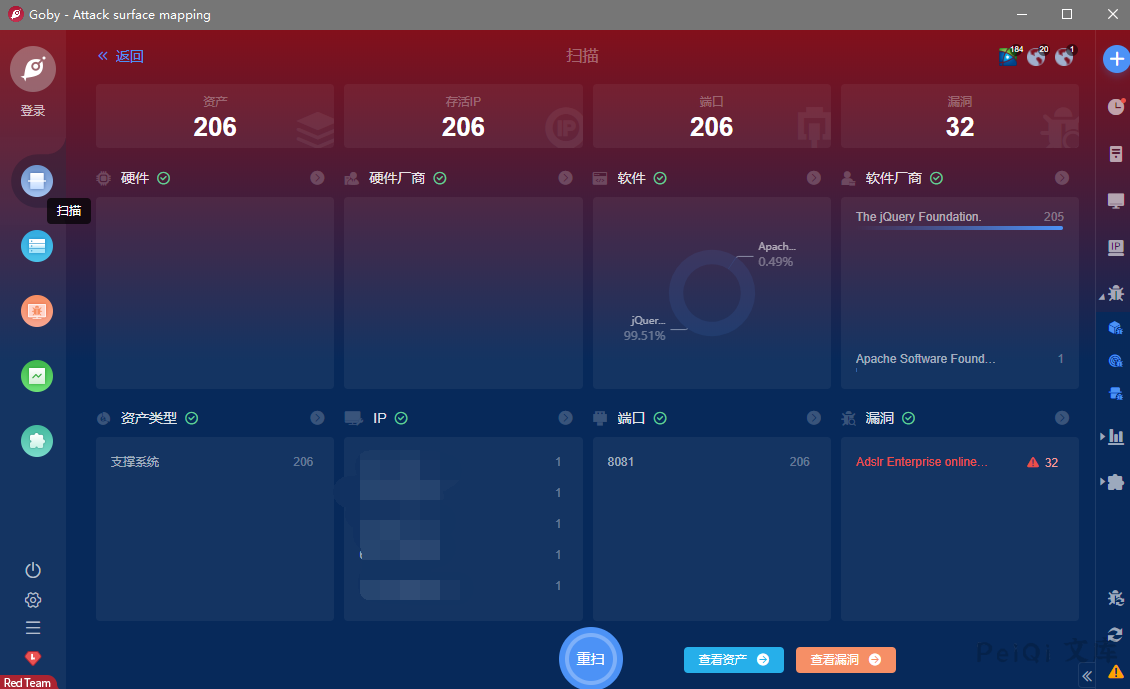 Goby - Attack surface mapping
返回
扫描
184
20
1
登录
资产
206
存活IP
206
IP
端口
206
漏洞
32
硬件
硬件厂商
软件
软件厂商
扫描
The jQuery Foundation.
205
Apach...
0.49%
jQuer...
99.51%
Apache Software Found...
1
IP
资产类型
IP
端口
漏洞
支撑系统
206
1
1
1
1
1
8081
206
Adslr Enterprise online...
32
重扫
查看资产
查看漏洞
PeiQi 文库
Red Team